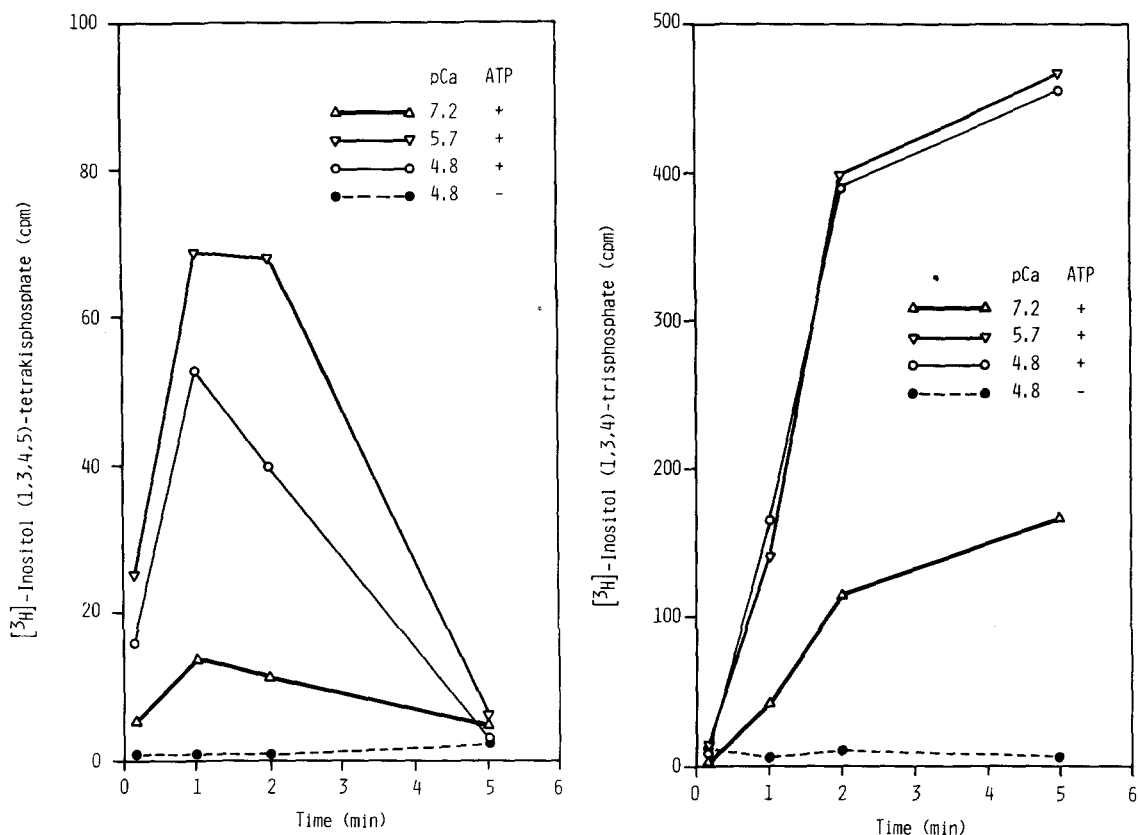 100
80
60
40
20
0
0 1 2 3 4 5 6
Time (min)
[³H]-Inositol (1,3,4,5)-tetrakisphosphate (cpm)
pCa ATP
7.2 +
5.7 +
4.8 +
4.8 -
500
400
300
200
100
0
0 1 2 3 4 5 6
Time (min)
[³H]-Inositol (1,3,4)-trisphosphate (cpm)
pCa ATP
7.2 +
5.7 +
4.8 +
4.8 -